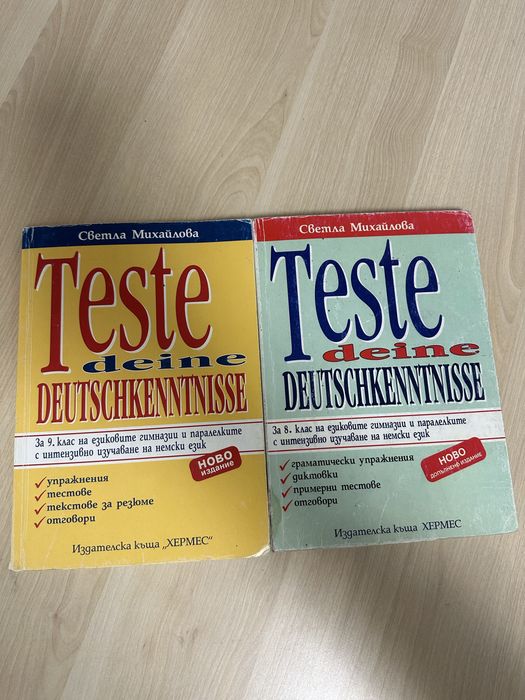 Светла Михайлова
Teste
deine
DEUTSCHKENNTNISSE
За 9. клас на езиковите гимназии и паралелките
с интензивно изучаване на немски език
НОВО
издание
упражнения
тестове
текстове за резюме
отговори
Издателска къща „ХЕРМЕС“
Светла Михайлова
Teste
deine
DEUTSCHKENNTNISSE
За 8. клас на езиковите гимназии и паралелките
с интензивно изучаване на немски език
НОВО
допълнено издание
граматически упражнения
диктовки
примерни тестове
отговори
Издателска къща ХЕРМЕС